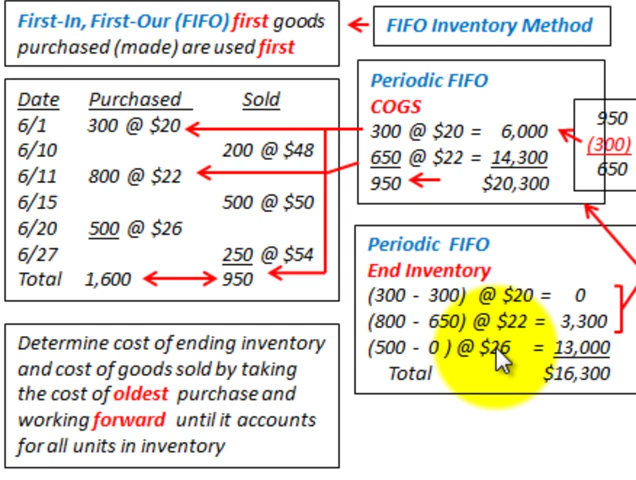 First-In, First-Our (FIFO) first goods
purchased (made) are used first
FIFO Inventory Method
Date Purchased Sold
6/1 300 @ $20
6/10 200 @ $48
6/11 800 @ $22
6/15 500 @ $50
6/20 500 @ $26
6/27 250 @ $54
Total 1,600 950
Periodic FIFO
COGS
300 @ $20 = 6,000
650 @ $22 = 14,300
950 $20,300
950
(300)
650
Periodic FIFO
End Inventory
(300 - 300) @ $20 = 0
(800 - 650) @ $22 = 3,300
(500 - 0 ) @ $26 = 13,000
Total $16,300
Determine cost of ending inventory
and cost of goods sold by taking
the cost of oldest purchase and
working forward until it accounts
for all units in inventory